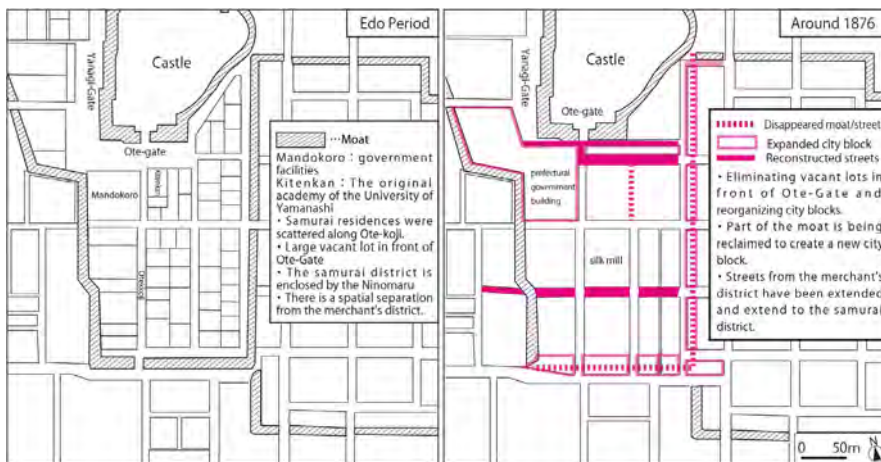 Edo Period
Castle
Yanagi-Gate
Ote-gate
Mandokoro
Kitenkan
▨ …Moat
Mandokoro：government
facilities
Kitenkan：The original
academy of the University of
Yamanashi
・Samurai residences were
scattered along Ote-koji.
・Large vacant lot in front of
Ote-Gate
・The samurai district is
enclosed by the Ninomaru
・There is a spatial separation
from the merchant's district.
Around 1876
Castle
Yanagi-Gate
Ote-gate
prefectural
government
building
silk mill
Disappeared moat/street
Expanded city block
Reconstructed streets
・Eliminating vacant lots in
front of Ote-Gate and
reorganizing city blocks.
・Part of the moat is being
reclaimed to create a new city
block.
・Streets from the merchant's
district have been extended
and extend to the samurai
district.
0 50m N